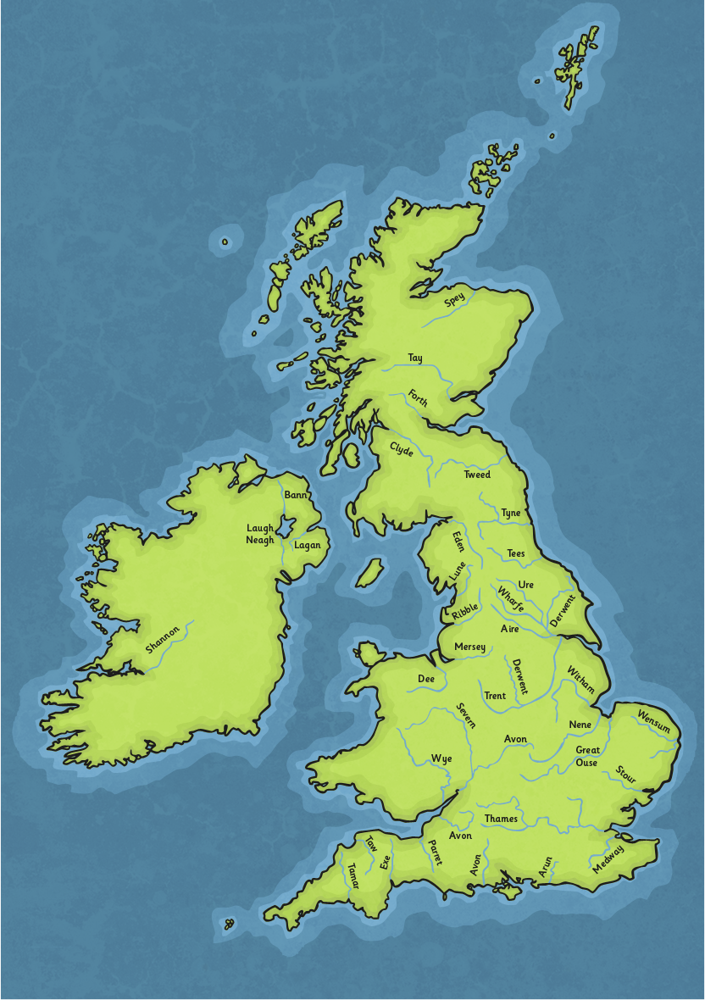 Spey
Tay
Forth
Clyde
Tweed
Bann
Tyne
Laugh
Neagh
Lagan
Eden
Tees
Lune
Ure
Wharfe
Derwent
Ribble
Aire
Shannon
Mersey
Dee
Derwent
Witham
Trent
Severn
Wensum
Nene
Avon
Great
Ouse
Wye
Stour
Thames
Avon
Taw
Exe
Parret
Avon
Arun
Medway
Tamar